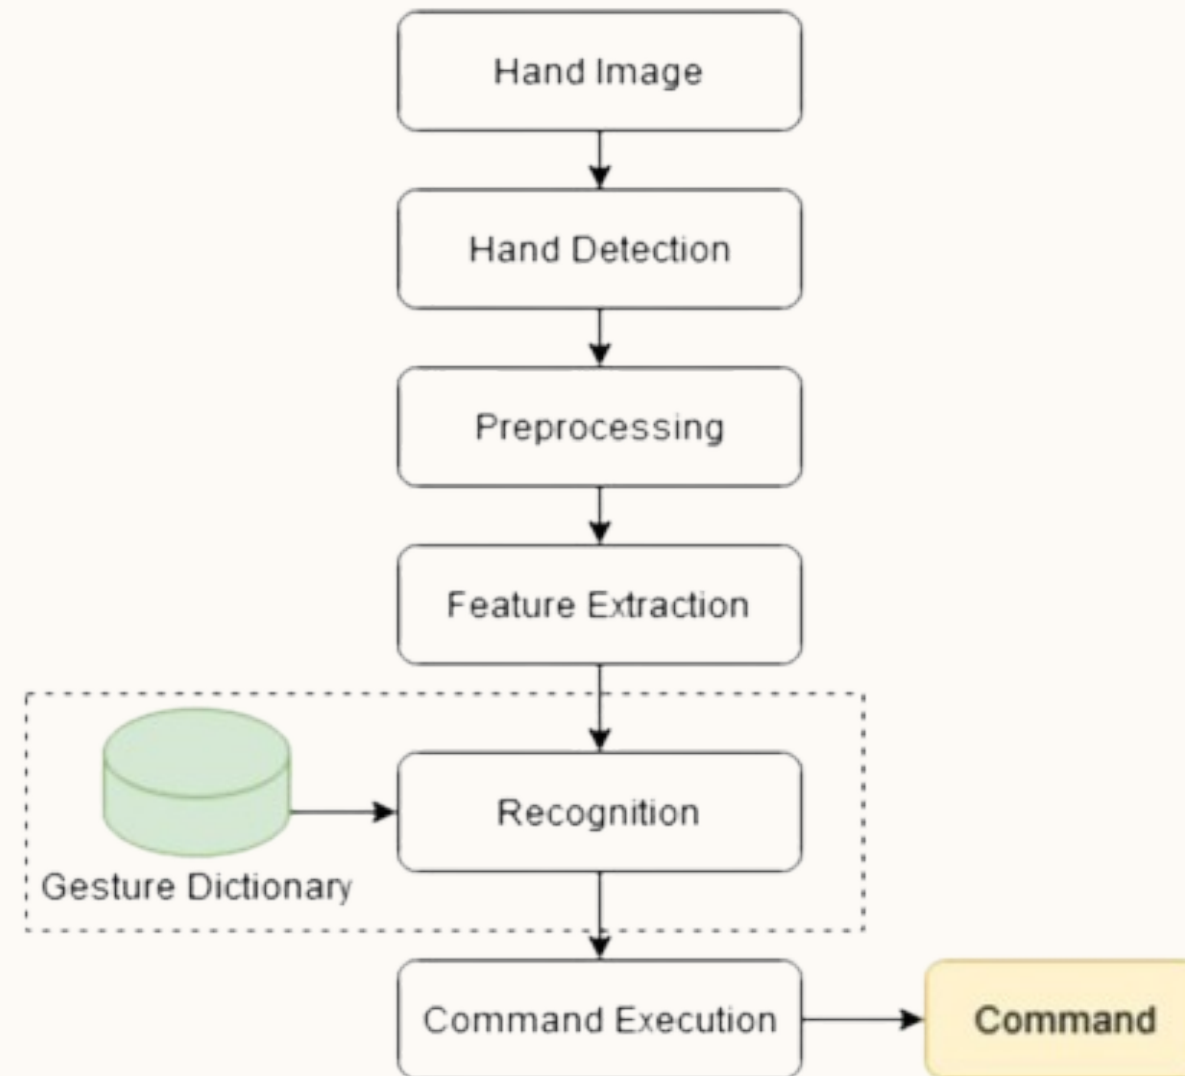 Hand Image
Hand Detection
Preprocessing
Feature Extraction
Recognition
Gesture Dictionary
Command Execution
Command